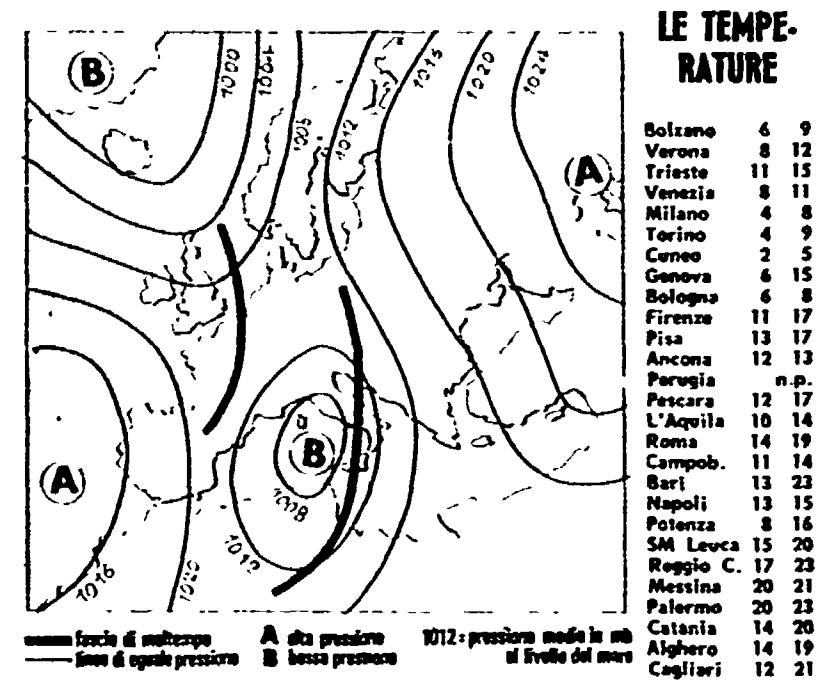 LE TEMPE-
RATURE
B
1000
1004
1008
1012
1016
1020
1024
A
A
B
1008
1012
1016
1020
Bolzano 6 9
Verona 8 12
Trieste 11 15
Venezia 8 11
Milano 4 8
Torino 4 9
Cuneo 2 5
Genova 6 15
Bologna 6 8
Firenze 11 17
Pisa 13 17
Ancona 12 13
Perugia n.p.
Pescara 12 17
L'Aquila 10 14
Roma 14 19
Campob. 11 14
Bari 13 23
Napoli 13 15
Potenza 8 16
SM Leuca 15 20
Reggio C. 17 23
Messina 20 21
Palermo 20 23
Catania 14 20
Alghero 14 19
Cagliari 12 21
fascia di maltempo A alta pressione 1012 = pressione media in mb
linee di eguale pressione B bassa pressione al livello del mare